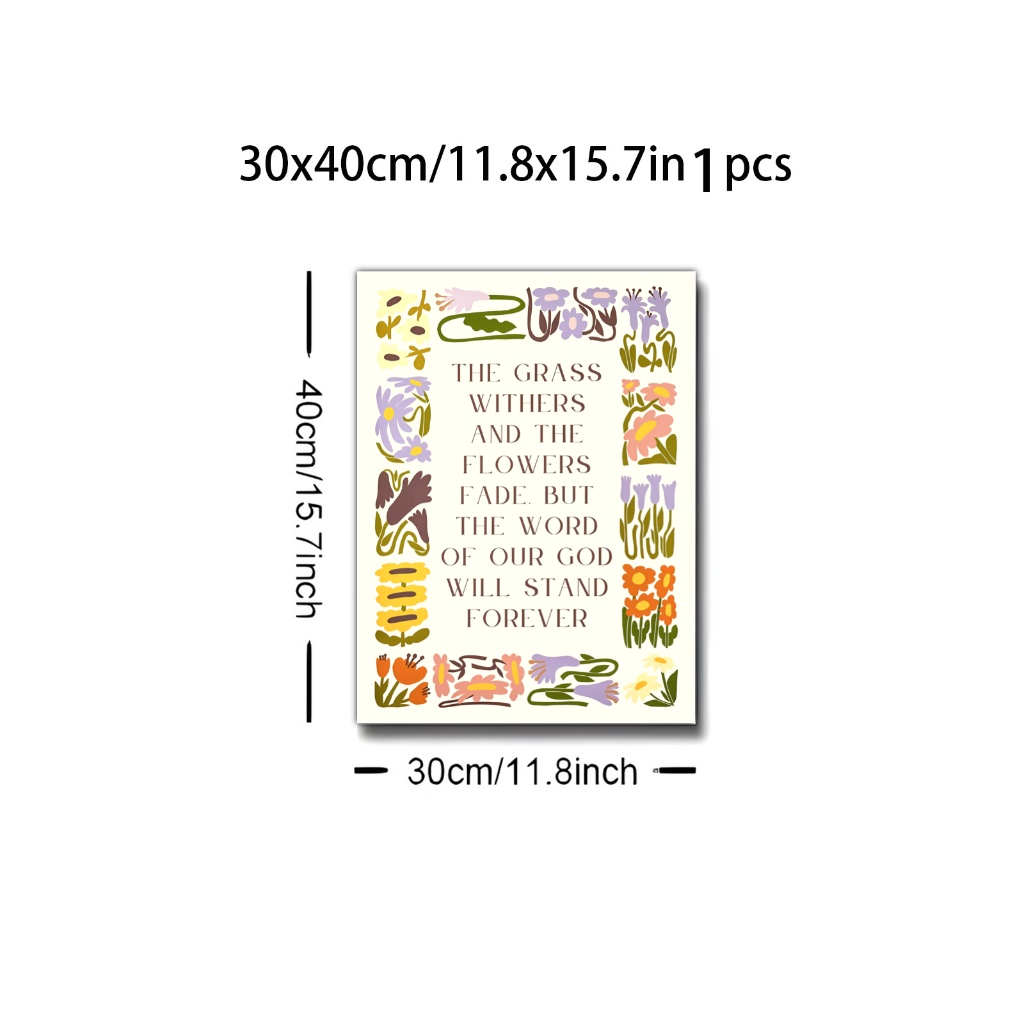 30x40cm/11.8x15.7in 1 pcs
40cm/15.7inch
THE GRASS
WITHERS
AND THE
FLOWERS
FADE. BUT
THE WORD
OF OUR GOD
WILL STAND
FOREVER
30cm/11.8inch